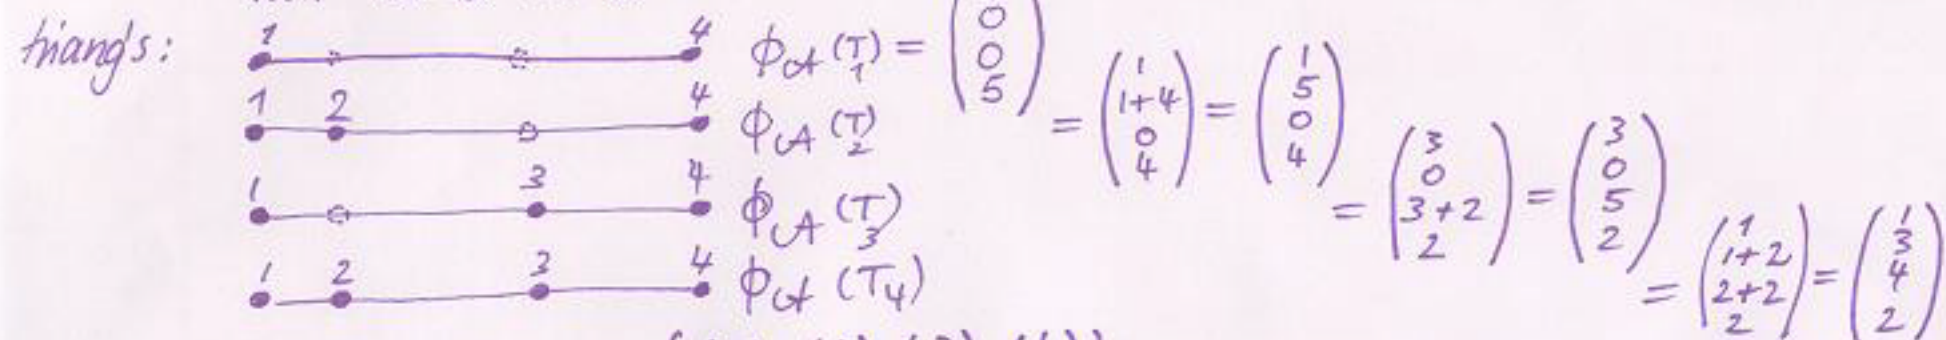 triang's: 1 4 ϕ_A(T_1) = (0 0 5)
1 2 4 ϕ_A(T_2) = (1 1+4 0 4) = (1 5 0 4)
1 3 4 ϕ_A(T_3) = (3 0 3+2 2) = (3 0 5 2)
1 2 3 4 ϕ_A(T_4) = (1 1+2 2+2 2) = (1 3 4 2)